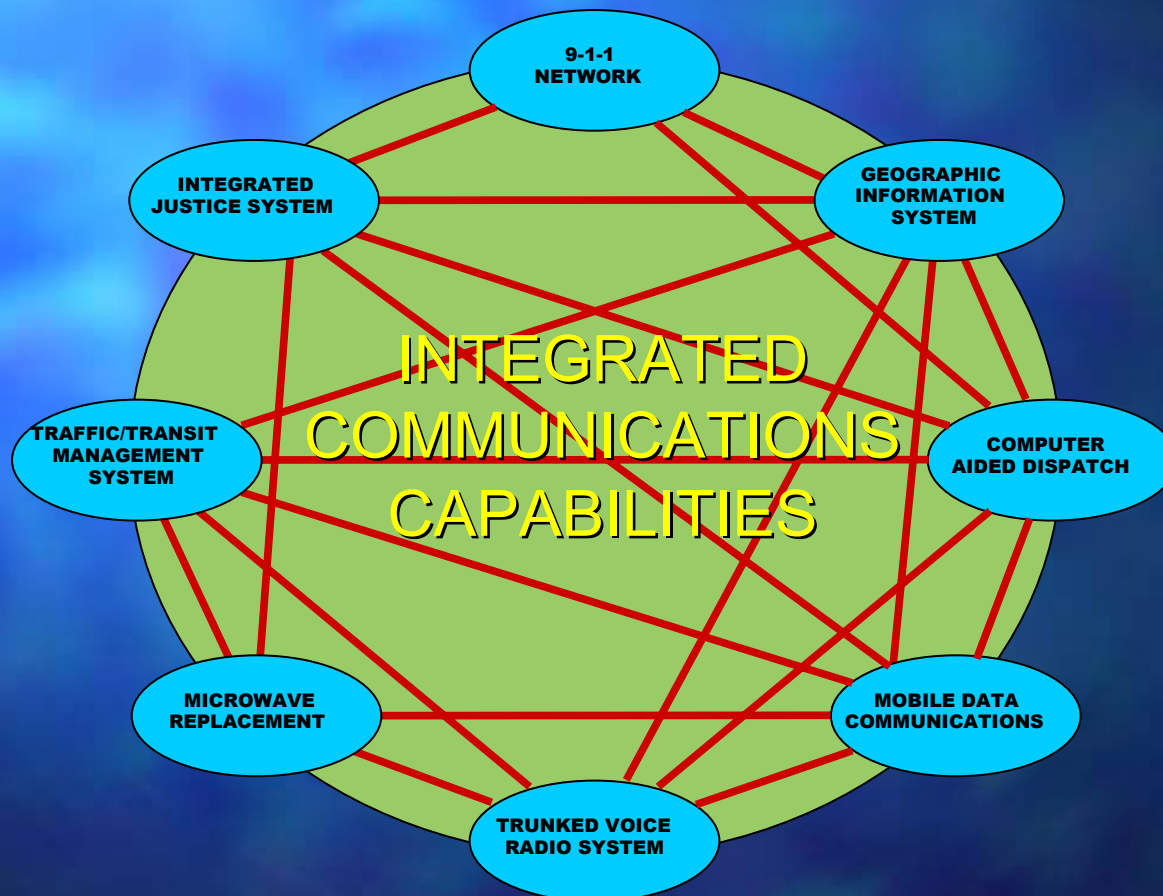 9-1-1
NETWORK
INTEGRATED
JUSTICE SYSTEM
GEOGRAPHIC
INFORMATION
SYSTEM
INTEGRATED
COMMUNICATIONS
CAPABILITIES
TRAFFIC/TRANSIT
MANAGEMENT
SYSTEM
COMPUTER
AIDED DISPATCH
MICROWAVE
REPLACEMENT
MOBILE DATA
COMMUNICATIONS
TRUNKED VOICE
RADIO SYSTEM